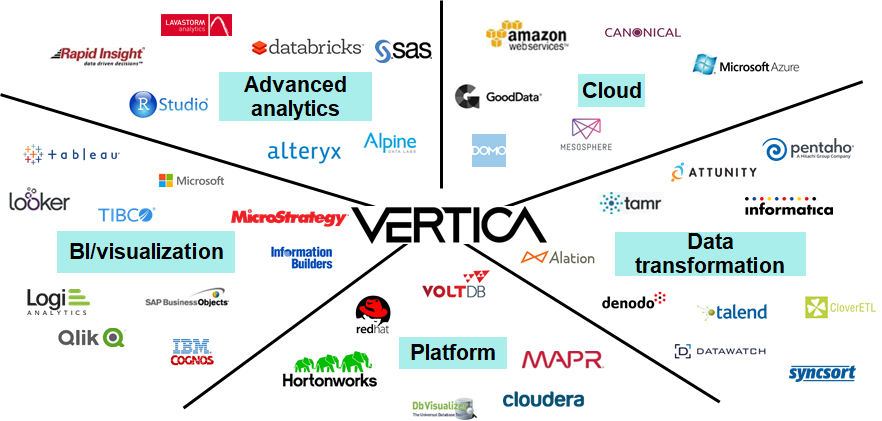 LAVASTORM
analytics
Rapid Insight®
data driven decisions™
databricks
sas
R Studio®
Advanced
analytics
alteryx
Alpine
DATA LABS
amazon
webservices™
CANONICAL
Microsoft Azure
GoodData®
Cloud
DOMO
MESOSPHERE
tableau
Microsoft
looker
TIBCO
MicroStrategy
BI/visualization
Information
Builders
Logi
ANALYTICS
SAP BusinessObjects
Qlik
IBM
COGNOS
VERTICA
pentaho
A Hitachi Group Company
ATTUNITY
tamr
informatica
Alation
Data
transformation
denodo
talend
CloverETL
DATAWATCH
syncsort
VOLTDB
redhat
Platform
MAPR
Hortonworks
DbVisualizer
The Universal Database Tool
cloudera